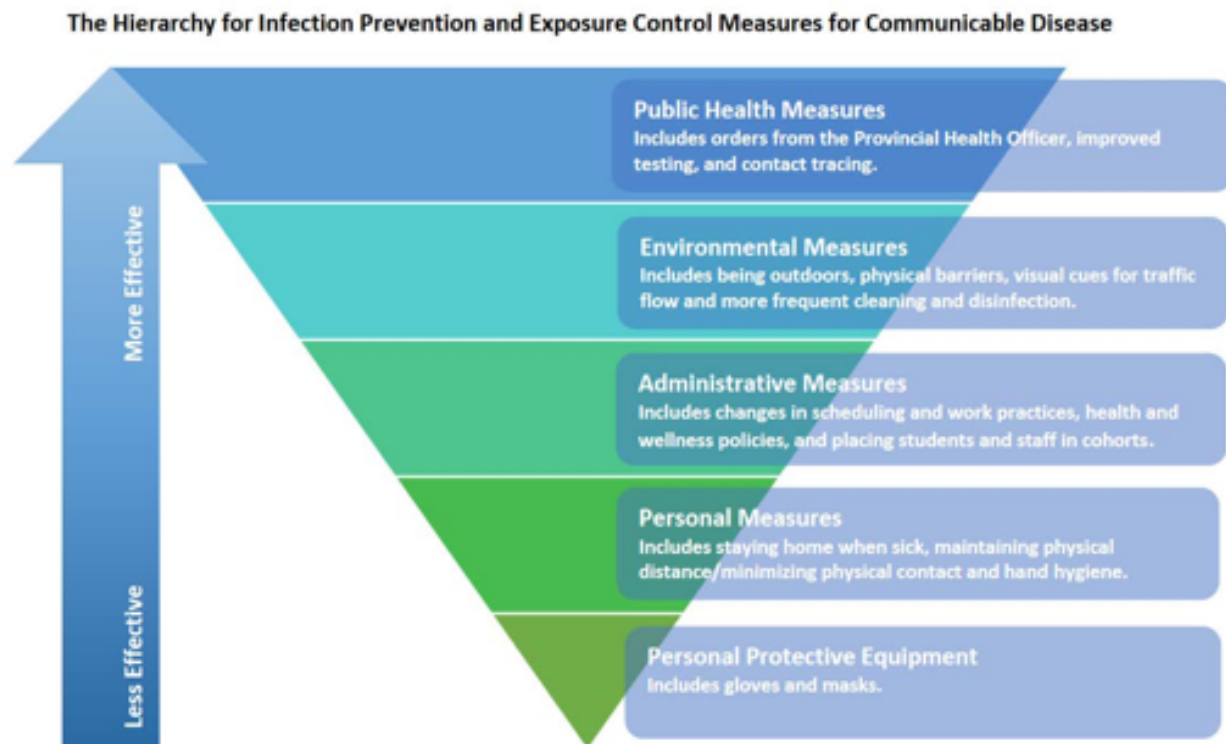 The Hierarchy for Infection Prevention and Exposure Control Measures for Communicable Disease
More Effective
Less Effective
Public Health Measures
Includes orders from the Provincial Health Officer, improved
testing, and contact tracing.
Environmental Measures
Includes being outdoors, physical barriers, visual cues for traffic
flow and more frequent cleaning and disinfection.
Administrative Measures
Includes changes in scheduling and work practices, health and
wellness policies, and placing students and staff in cohorts.
Personal Measures
Includes staying home when sick, maintaining physical
distance/minimizing physical contact and hand hygiene.
Personal Protective Equipment
Includes gloves and masks.